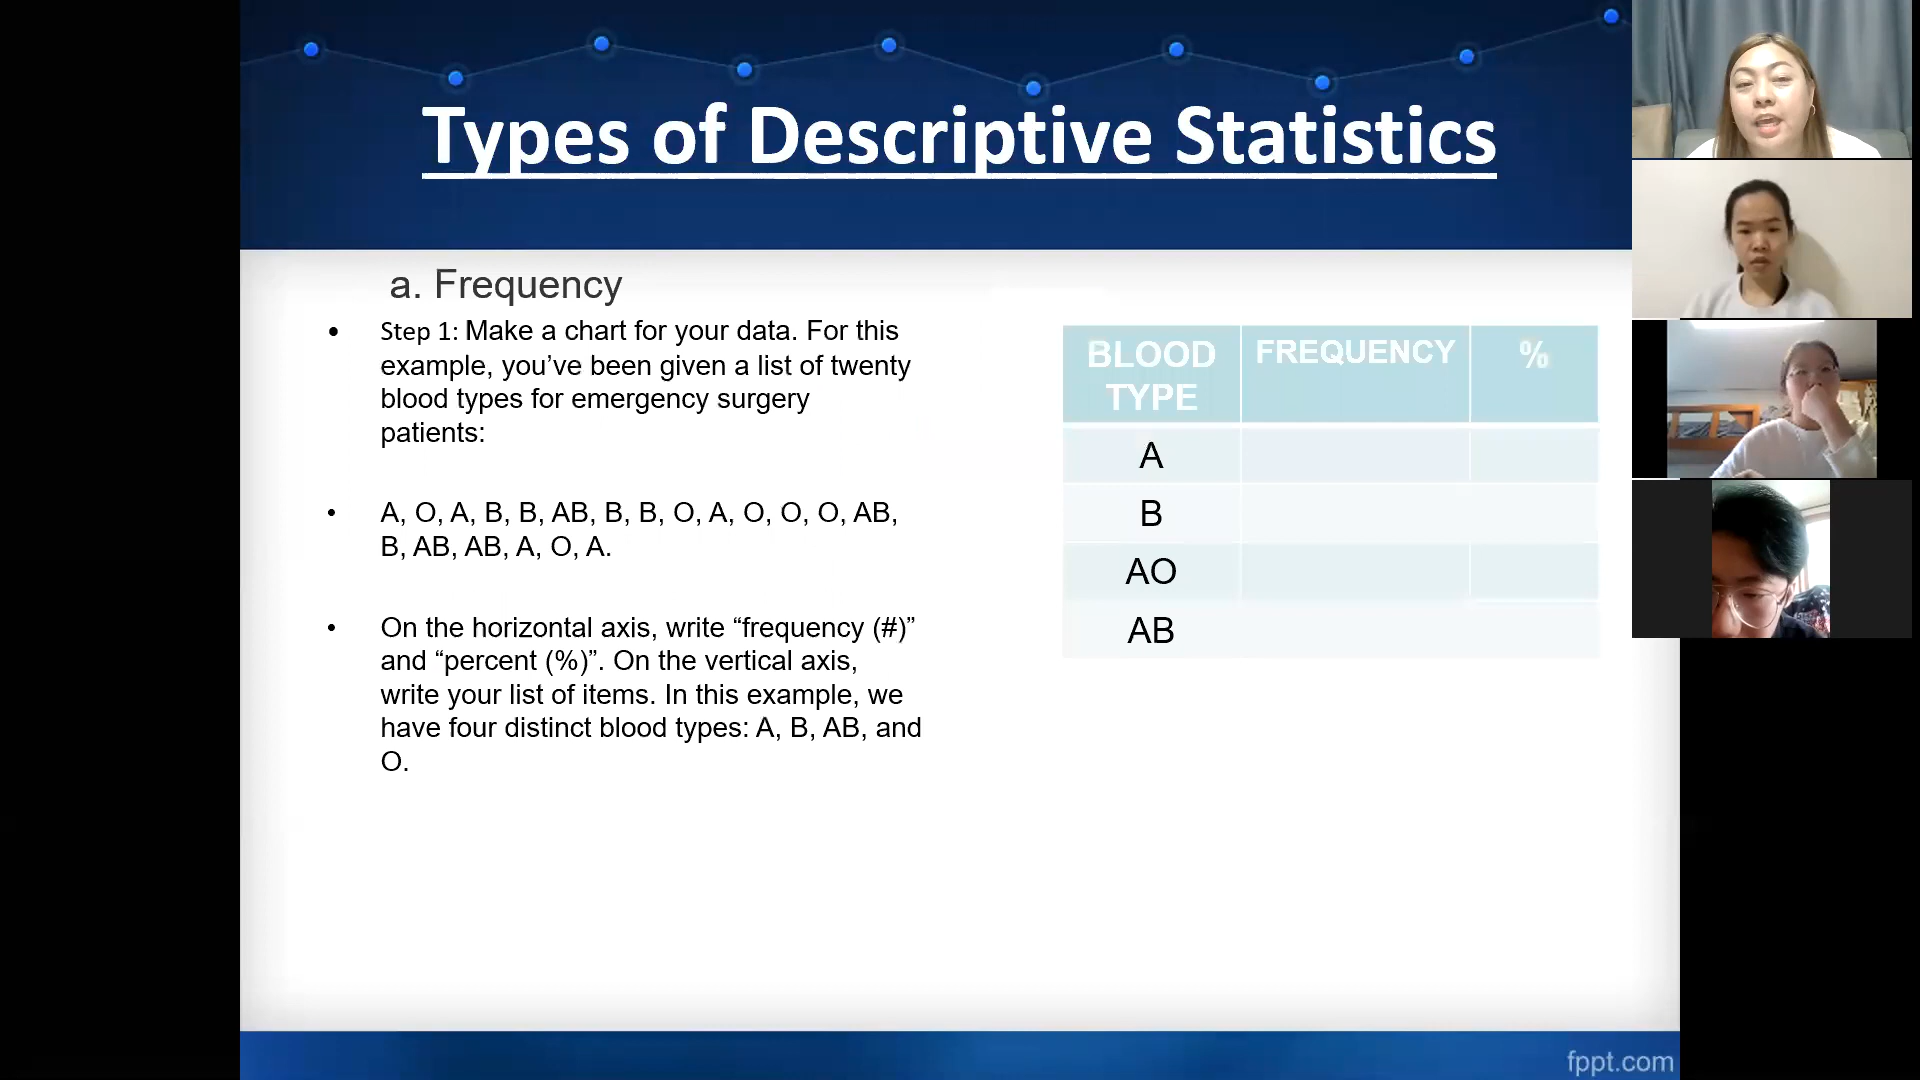 Types of Descriptive Statistics
a. Frequency
• Step 1: Make a chart for your data. For this
example, you’ve been given a list of twenty
blood types for emergency surgery
patients:
• A, O, A, B, B, AB, B, B, O, A, O, O, O, AB,
B, AB, AB, A, O, A.
• On the horizontal axis, write “frequency (#)”
and “percent (%)”. On the vertical axis,
write your list of items. In this example, we
have four distinct blood types: A, B, AB, and
O.
BLOOD TYPE FREQUENCY %
A
B
AO
AB
fppt.com